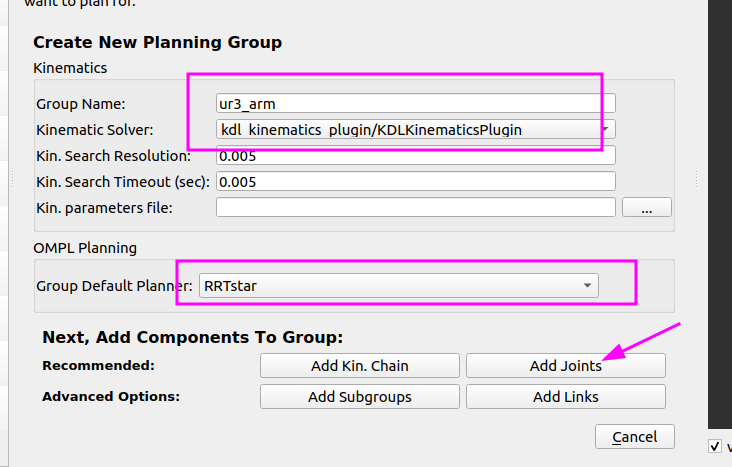 want to plan for.
Create New Planning Group
Kinematics
Group Name: ur3_arm
Kinematic Solver: kdl_kinematics_plugin/KDLKinematicsPlugin
Kin. Search Resolution: 0.005
Kin. Search Timeout (sec): 0.005
Kin. parameters file: ...
OMPL Planning
Group Default Planner: RRTstar
Next, Add Components To Group:
Recommended: Add Kin. Chain Add Joints
Advanced Options: Add Subgroups Add Links
Cancel